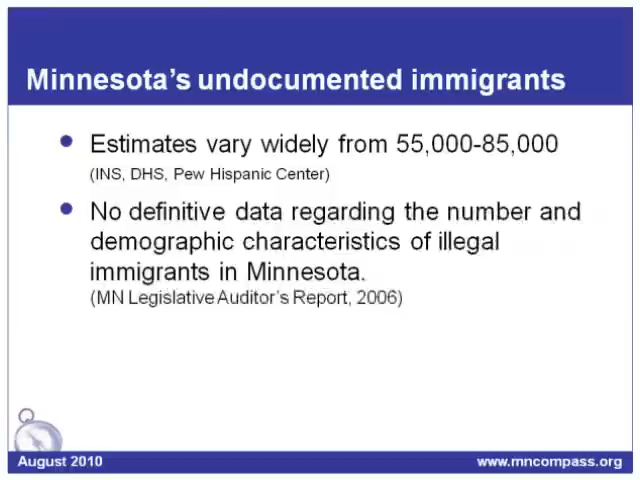 Minnesota's undocumented immigrants
Estimates vary widely from 55,000-85,000
(INS, DHS, Pew Hispanic Center)
No definitive data regarding the number and
demographic characteristics of illegal
immigrants in Minnesota.
(MN Legislative Auditor's Report, 2006)
August 2010
www.mncompass.org